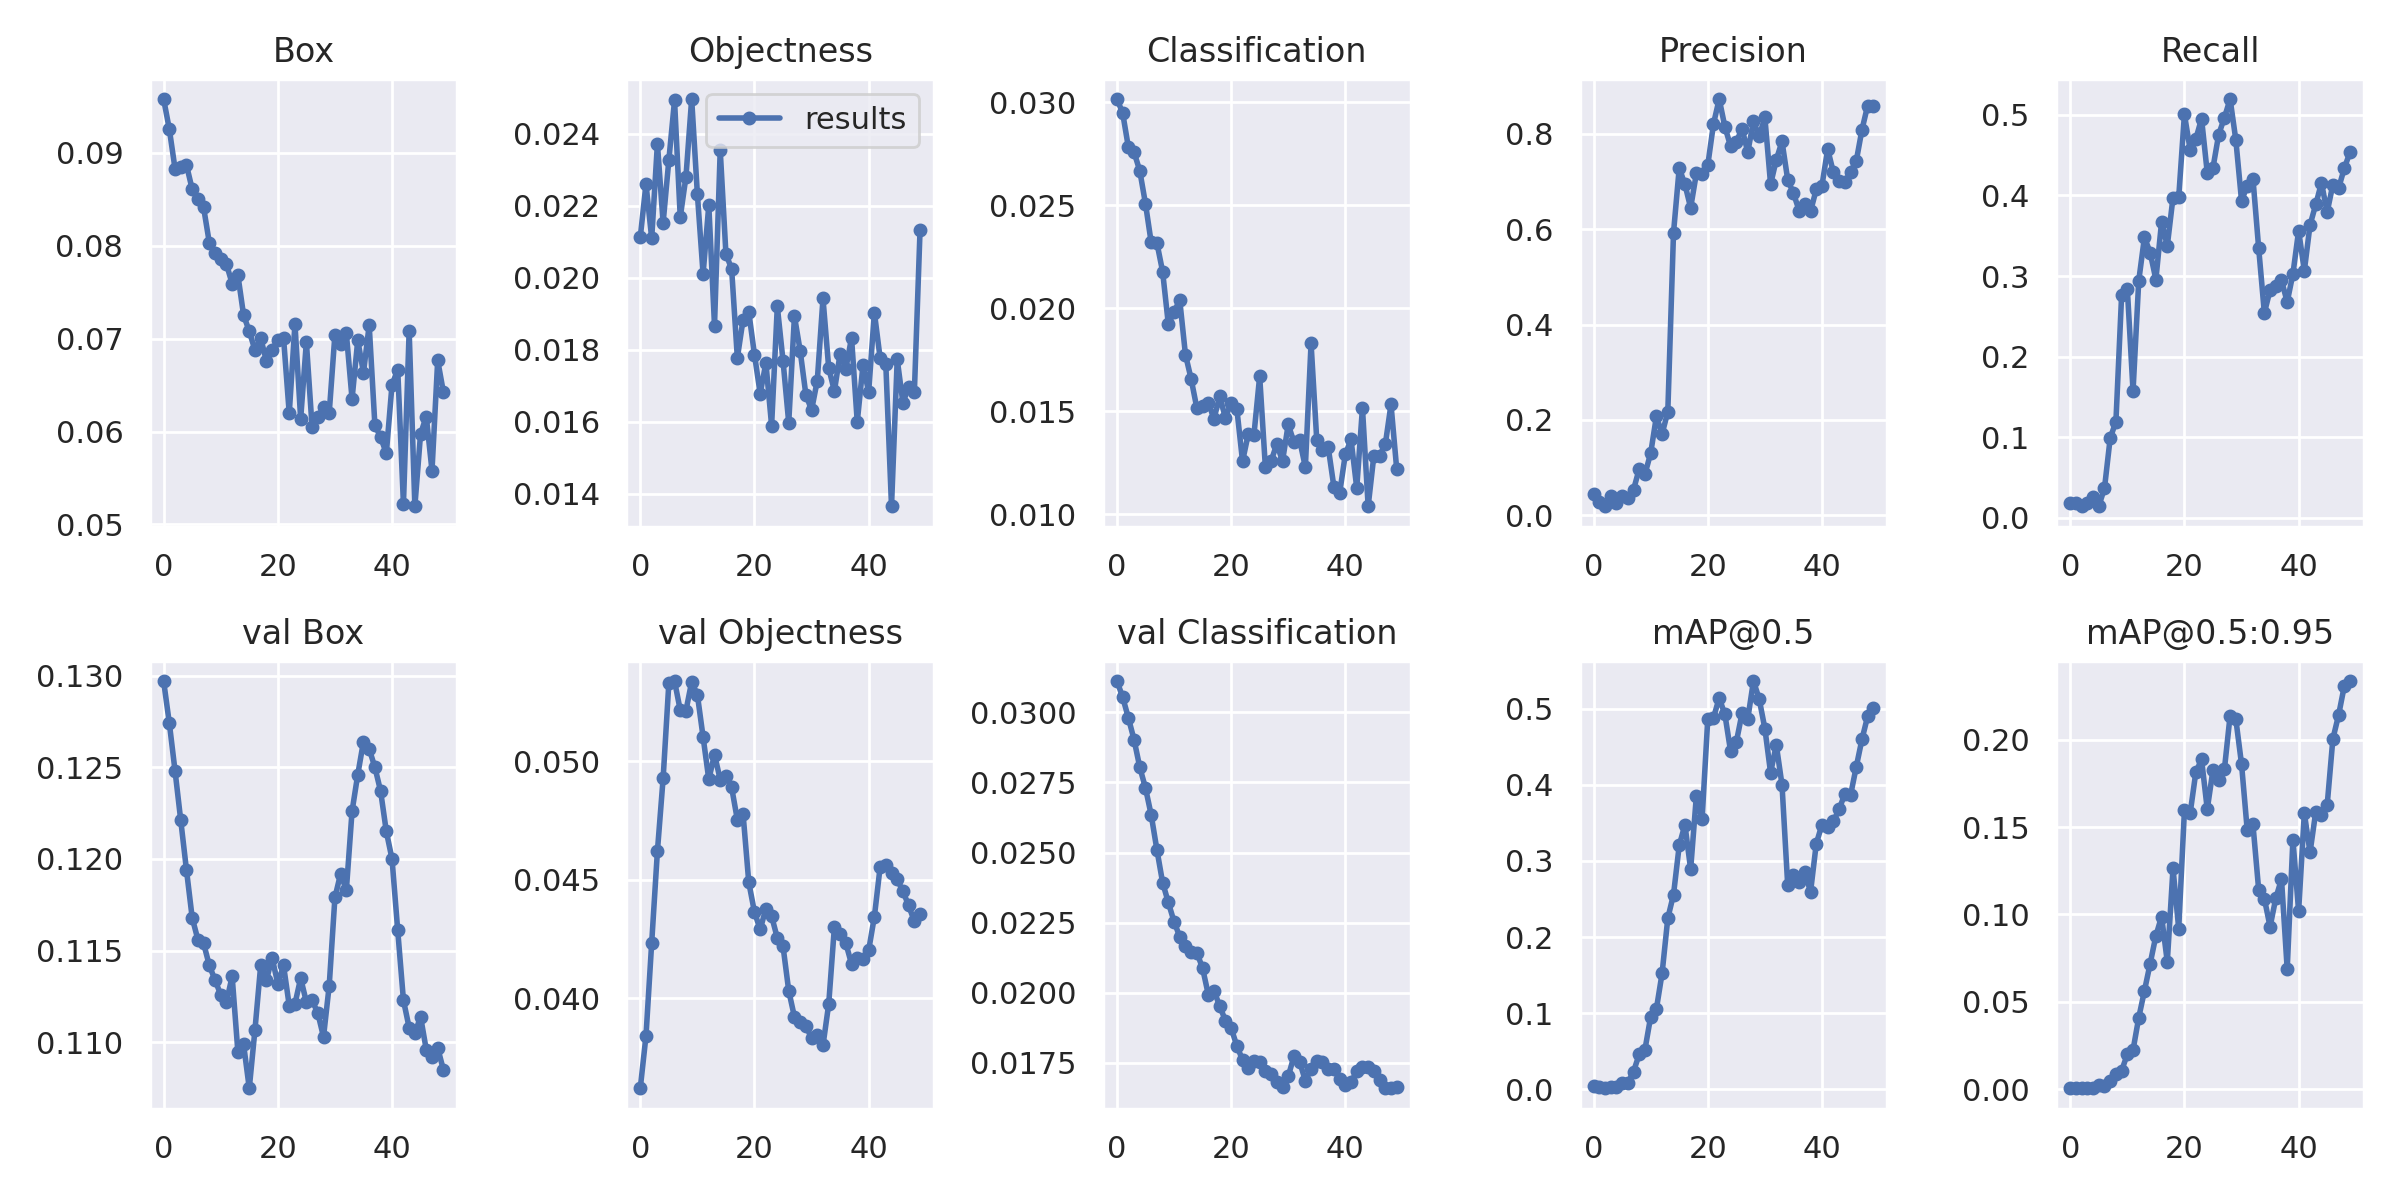 Box
Objectness
Classification
Precision
Recall
0.09
0.08
0.07
0.06
0.05
0 20 40
results
0.024
0.022
0.020
0.018
0.016
0.014
0 20 40
0.030
0.025
0.020
0.015
0.010
0 20 40
0.8
0.6
0.4
0.2
0.0
0 20 40
0.5
0.4
0.3
0.2
0.1
0.0
0 20 40
val Box
val Objectness
val Classification
mAP@0.5
mAP@0.5:0.95
0.130
0.125
0.120
0.115
0.110
0 20 40
0.050
0.045
0.040
0 20 40
0.0300
0.0275
0.0250
0.0225
0.0200
0.0175
0 20 40
0.5
0.4
0.3
0.2
0.1
0.0
0 20 40
0.20
0.15
0.10
0.05
0.00
0 20 40